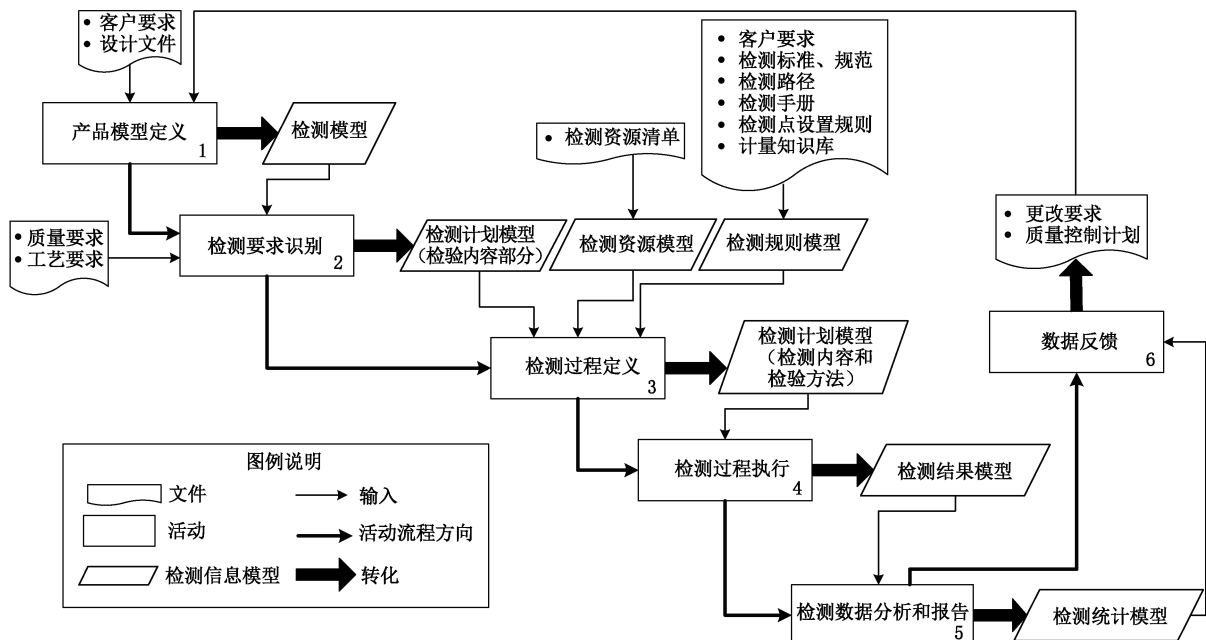 • 客户要求
• 设计文件
• 客户要求
• 检测标准、规范
• 检测路径
• 检测手册
• 检测点设置规则
• 计量知识库
产品模型定义
1
检测模型
• 检测资源清单
• 质量要求
• 工艺要求
检测要求识别
2
检测计划模型
（检验内容部分）
检测资源模型
检测规则模型
• 更改要求
• 质量控制计划
检测过程定义
3
检测计划模型
（检测内容和
检验方法）
数据反馈
6
检测过程执行
4
检测结果模型
检测数据分析和报告
5
检测统计模型
图例说明
文件
输入
活动
活动流程方向
检测信息模型
转化